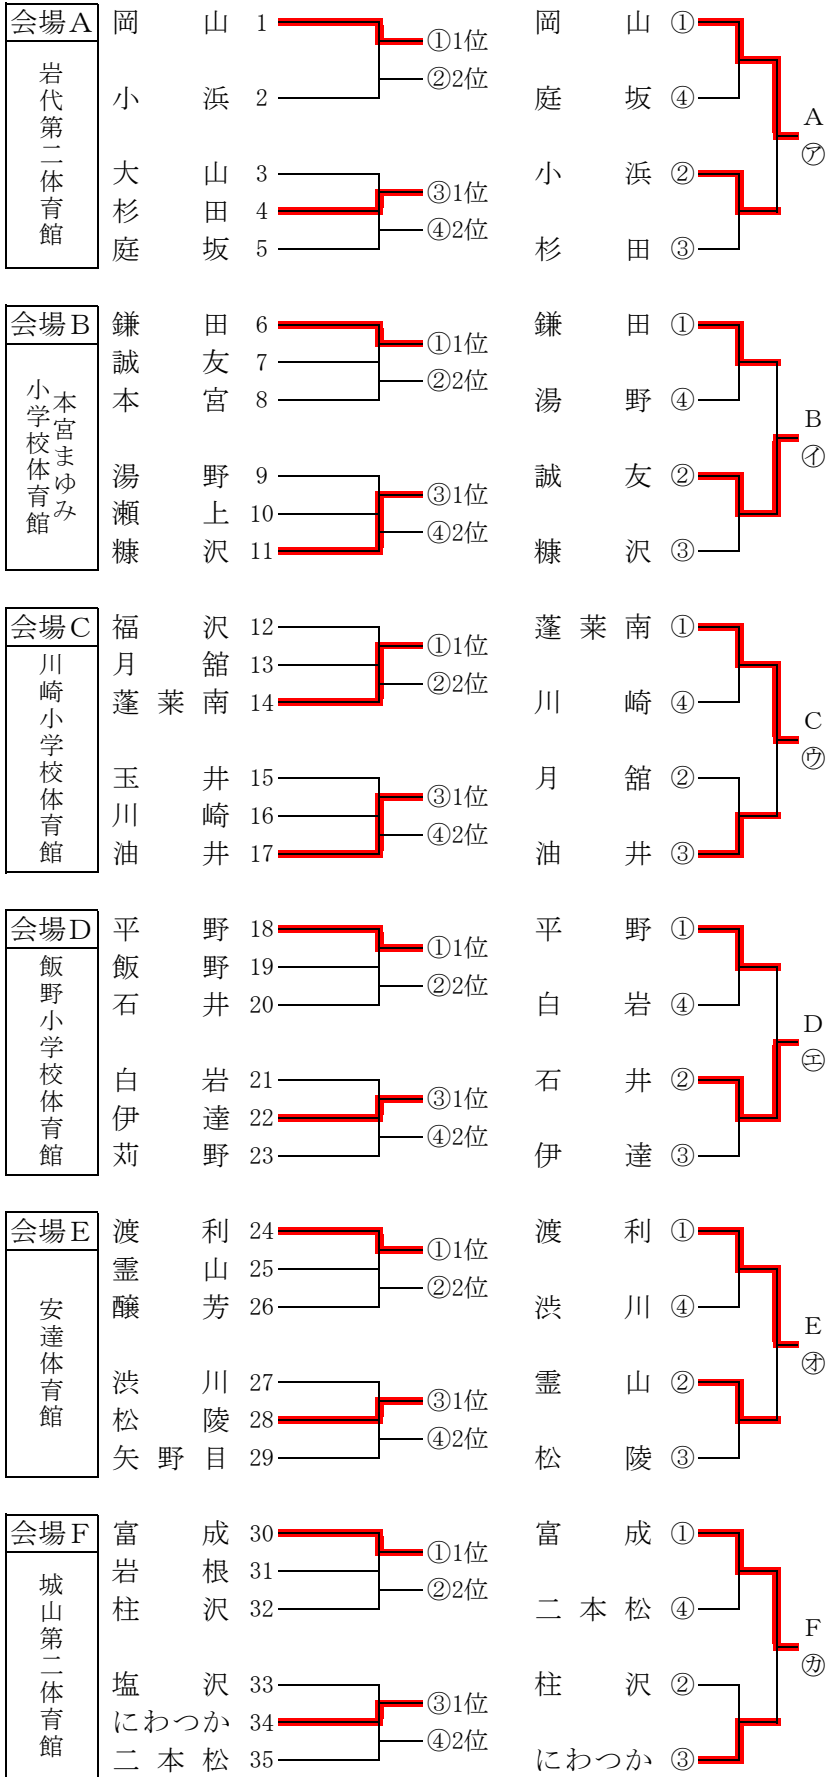 会場A
岩代第二体育館
岡山 1
小浜 2
①1位
②2位
大山 3
杉田 4
庭坂 5
③1位
④2位
岡山 ①
庭坂 ④
小浜 ②
杉田 ③
A
㋐
会場B
本宮まゆみ
小学校体育館
鎌田 6
誠友 7
本宮 8
①1位
②2位
湯野 9
瀬上 10
糠沢 11
③1位
④2位
鎌田 ①
湯野 ④
誠友 ②
糠沢 ③
B
㋑
会場C
川崎小学校体育館
福沢 12
月舘 13
蓬莱南 14
①1位
②2位
玉井 15
川崎 16
油井 17
③1位
④2位
蓬莱南 ①
川崎 ④
月舘 ②
油井 ③
C
㋒
会場D
飯野小学校体育館
平野 18
飯野 19
石井 20
①1位
②2位
白岩 21
伊達 22
苅野 23
③1位
④2位
平野 ①
白岩 ④
石井 ②
伊達 ③
D
㋓
会場E
安達体育館
渡利 24
霊山 25
醸芳 26
①1位
②2位
渋川 27
松陵 28
矢野目 29
③1位
④2位
渡利 ①
渋川 ④
霊山 ②
松陵 ③
E
㋔
会場F
城山第二体育館
富成 30
岩根 31
柱沢 32
①1位
②2位
塩沢 33
にわつか 34
二本松 35
③1位
④2位
富成 ①
二本松 ④
柱沢 ②
にわつか ③
F
㋕